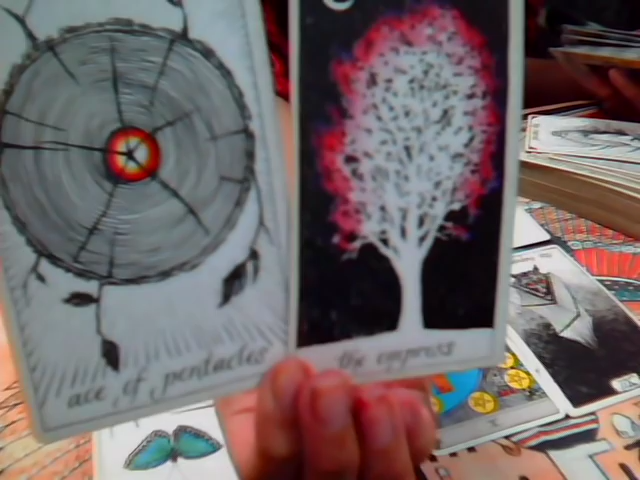 ace of pentacles
the empress